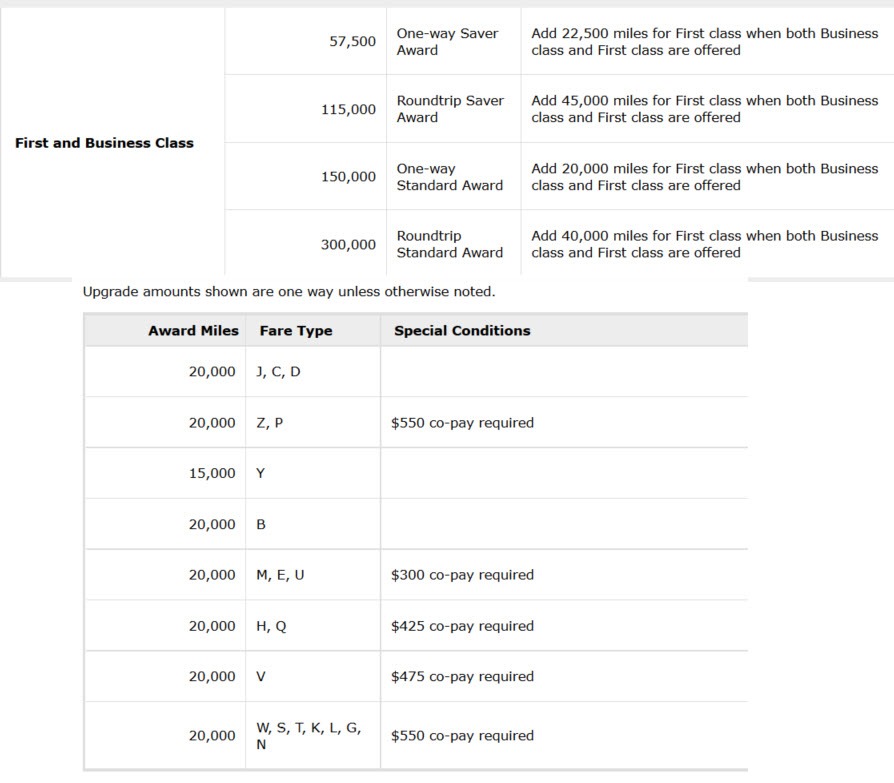 57,500 One-way Saver Add 22,500 miles for First class when both Business
Award class and First class are offered
115,000 Roundtrip Saver Add 45,000 miles for First class when both Business
Award class and First class are offered
First and Business Class
150,000 One-way Add 20,000 miles for First class when both Business
Standard Award class and First class are offered
300,000 Roundtrip Add 40,000 miles for First class when both Business
Standard Award class and First class are offered
Upgrade amounts shown are one way unless otherwise noted.
Award Miles Fare Type Special Conditions
20,000 J, C, D
20,000 Z, P $550 co-pay required
15,000 Y
20,000 B
20,000 M, E, U $300 co-pay required
20,000 H, Q $425 co-pay required
20,000 V $475 co-pay required
20,000 W, S, T, K, L, G, $550 co-pay required
N